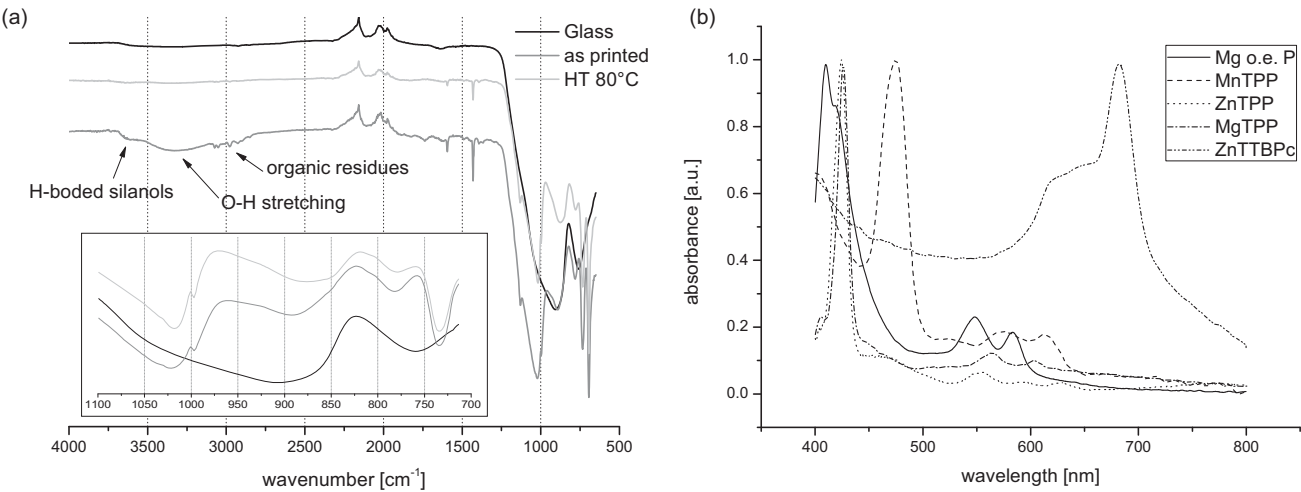 (a)
Glass
as printed
HT 80°C
H-boded silanols
O-H stretching
organic residues
1100 1050 1000 950 900 850 800 750 700
4000 3500 3000 2500 2000 1500 1000 500
wavenumber [cm-1]
(b)
Mg o.e. P
MnTPP
ZnTPP
MgTPP
ZnTTBPc
absorbance [a.u.]
1.0
0.8
0.6
0.4
0.2
0.0
400 500 600 700 800
wavelength [nm]